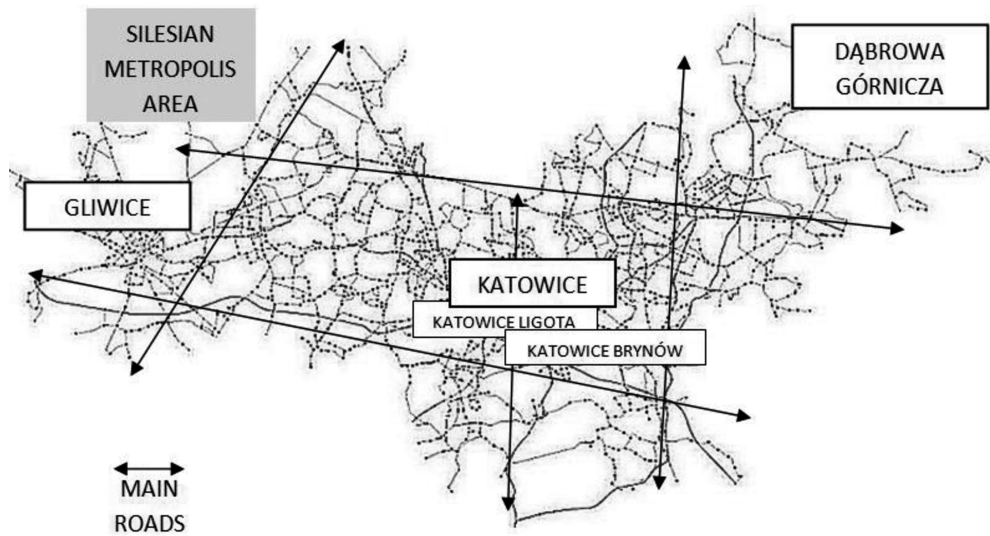 SILESIAN
METROPOLIS
AREA
DĄBROWA
GÓRNICZA
GLIWICE
KATOWICE
KATOWICE LIGOTA
KATOWICE BRYNÓW
MAIN
ROADS